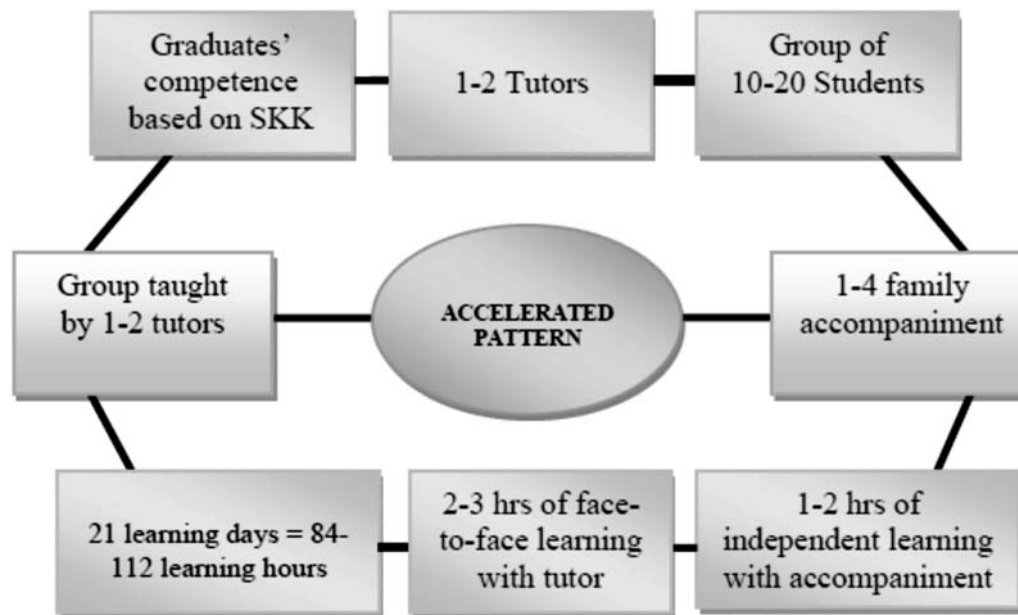 Graduates’
competence
based on SKK
1-2 Tutors
Group of
10-20 Students
Group taught
by 1-2 tutors
ACCELERATED
PATTERN
1-4 family
accompaniment
21 learning days = 84-
112 learning hours
2-3 hrs of face-
to-face learning
with tutor
1-2 hrs of
independent learning
with accompaniment